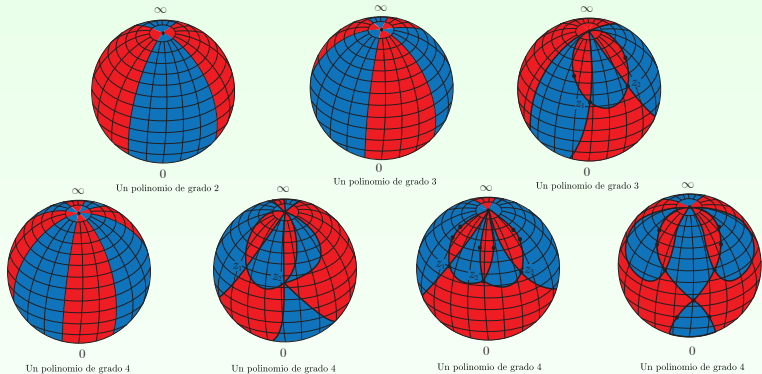 ∞
∞
∞
0
0
0
Un polinomio de grado 2
Un polinomio de grado 3
Un polinomio de grado 3
∞
∞
∞
∞
0
0
0
0
Un polinomio de grado 4
Un polinomio de grado 4
Un polinomio de grado 4
Un polinomio de grado 4